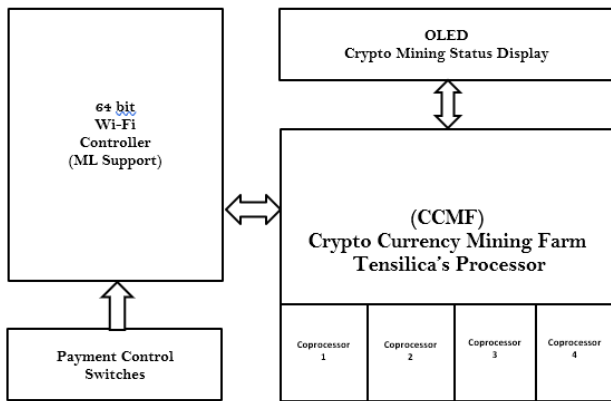 64 bit
Wi-Fi
Controller
(ML Support)
Payment Control
Switches
OLED
Crypto Mining Status Display
(CCMF)
Crypto Currency Mining Farm
Tensilica's Processor
Coprocessor
1
Coprocessor
2
Coprocessor
3
Coprocessor
4